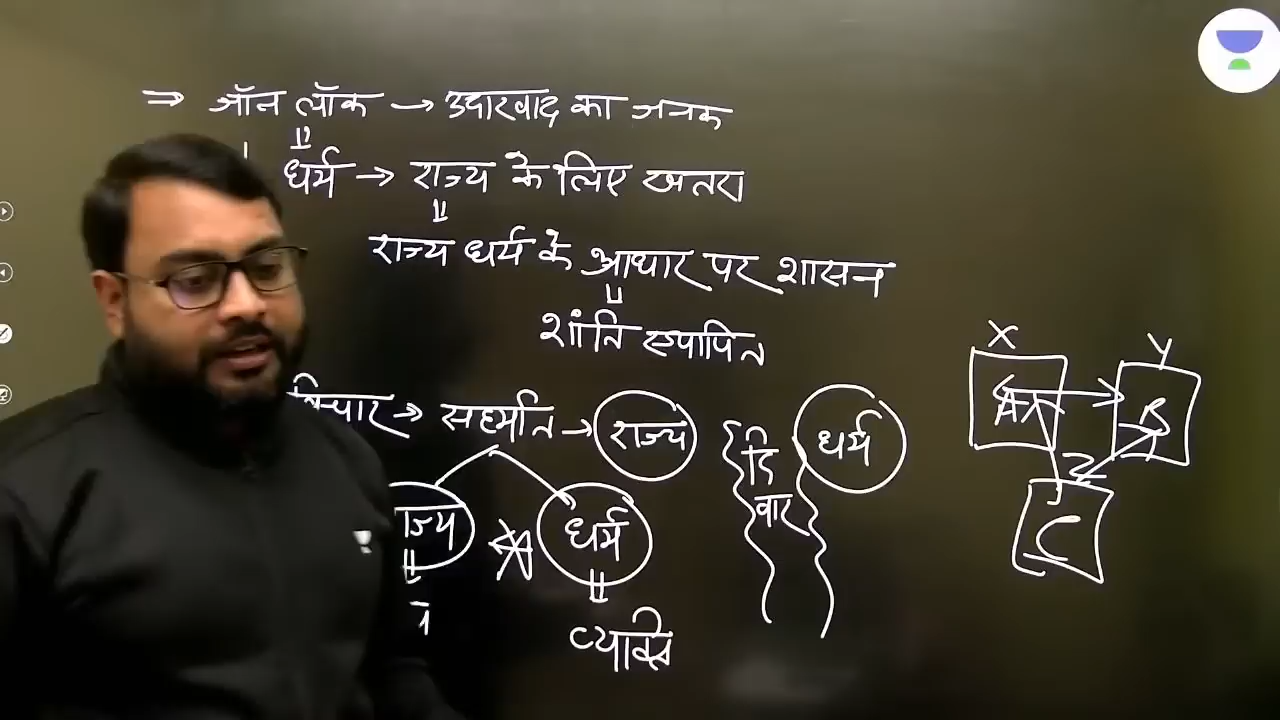 ⇒ जॉन लॉक → उदारवाद का जनक
धर्म → राज्य के लिए खतरा
राज्य धर्म के आधार पर शासन
शांति स्थापित
विचार → सहमति → राज्य
दिवार
धर्म
राज्य
धर्म
व्यक्ति
X
Y
A
B
Z
C